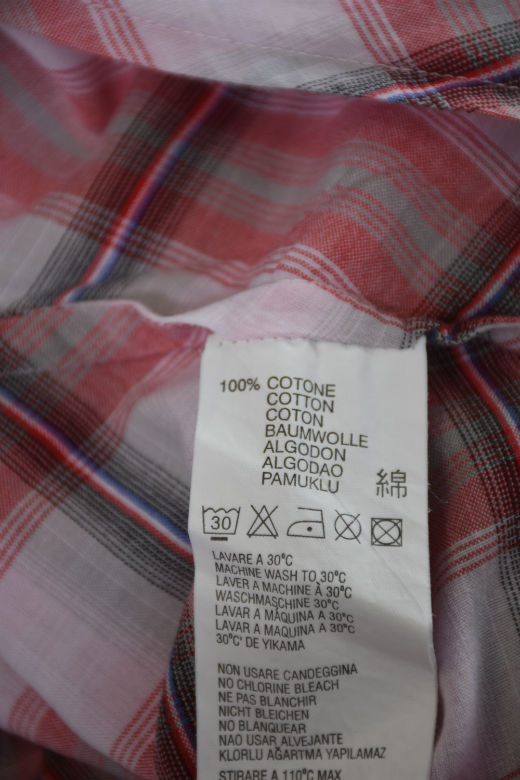 100% COTONE
COTTON
COTON
BAUMWOLLE
ALGODON
ALGODAO
PAMUKLU
綿
30
LAVARE A 30°C
MACHINE WASH TO 30°C
LAVER A MACHINE À 30°C
WASCHMASCHINE 30°C
LAVAR A MÁQUINA A 30°C
LAVAR A MAQUINA A 30°C
30°C' DE YIKAMA
NON USARE CANDEGGINA
NO CHLORINE BLEACH
NE PAS BLANCHIR
NICHT BLEICHEN
NO BLANQUEAR
NAO USAR ALVEJANTE
KLORLU AĞARTMA YAPILAMAZ
STIRARE A 110°C MAX